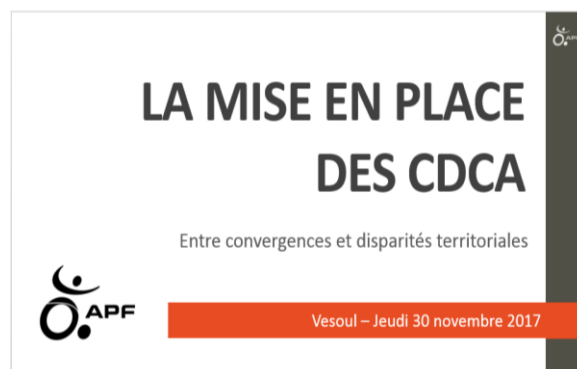 APF
LA MISE EN PLACE
DES CDCA
Entre convergences et disparités territoriales
APF
Vesoul – Jeudi 30 novembre 2017